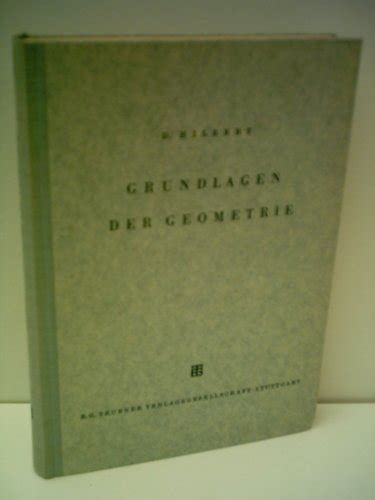 D. HILBERT
GRUNDLAGEN
DER GEOMETRIE
B. G. TEUBNER VERLAGSGESELLSCHAFT · STUTTGART